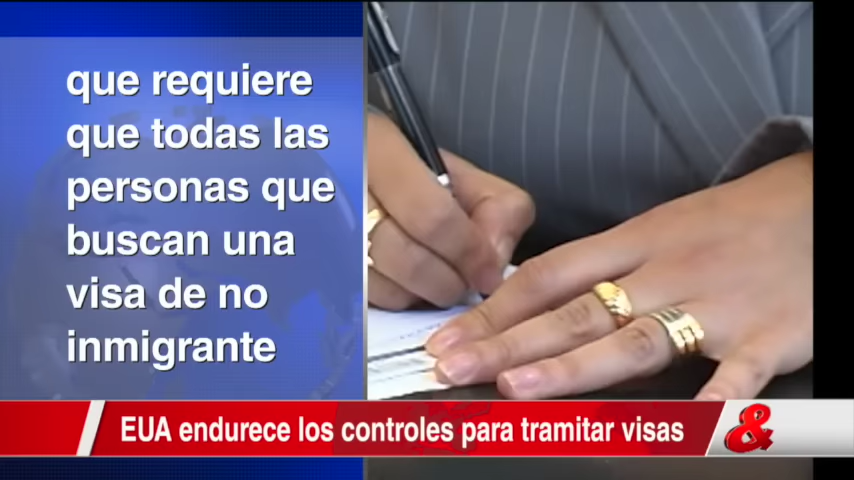 que requiere
que todas las
personas que
buscan una
visa de no
inmigrante
EUA endurece los controles para tramitar visas
&